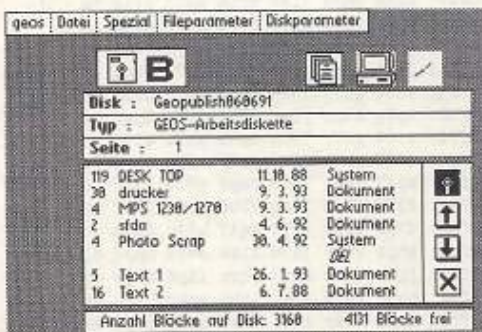 geos Datei Spezial Fileparameter Diskparameter
B
Disk : Geopublish060691
Typ : GEOS-Arbeitsdiskette
Seite : 1
119 DESK TOP 11.10.88 System
30 drucker 9. 3. 93 Dokument
4 MPS 1230/1270 9. 3. 93 Dokument
2 sfda 4. 6. 92 Dokument
4 Photo Scrap 30. 4. 92 System
DEL
5 Text 1 26. 1. 93 Dokument
16 Text 2 6. 7. 88 Dokument
Anzahl Blöcke auf Disk: 3160 4131 Blöcke frei